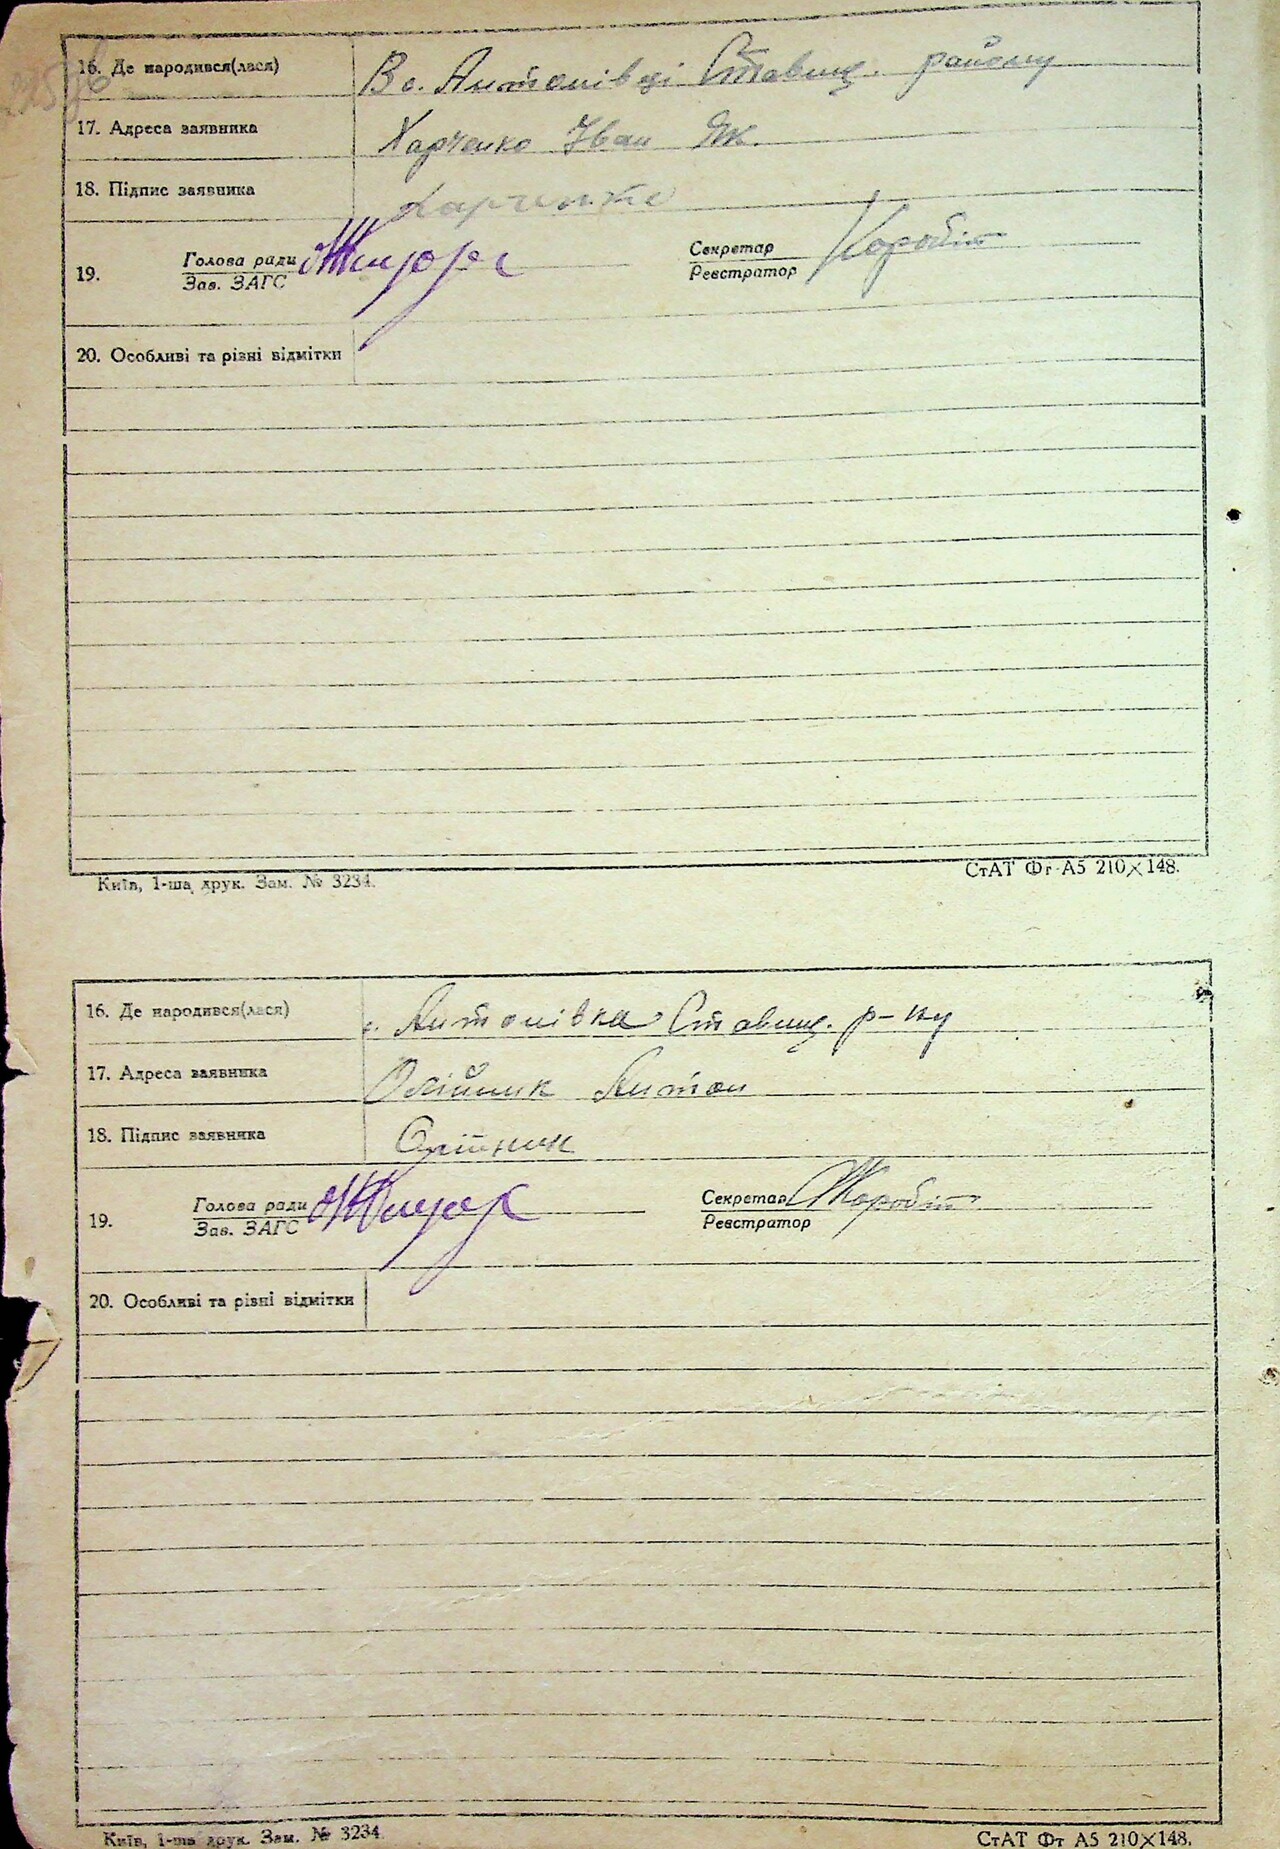 16. Де народився(лася) В с. Антонівці Ставищ. району
17. Адреса заявника Харченко Іван Як.
18. Підпис заявника Харченко
Голова ради Секретар
19.
Зав. ЗАГС Реєстратор
20. Особливі та різні відмітки
Київ, 1-ша друк. Зам. № 3234. СтАТ Фт А5 210×148.
16. Де народився(лася) с. Антонівка Ставищ. р-ну
17. Адреса заявника Олійник Антон
18. Підпис заявника Олійник
Голова ради Секретар
19.
Зав. ЗАГС Реєстратор
20. Особливі та різні відмітки
Київ, 1-ша друк. Зам. № 3234 СтАТ Фт А5 210×148.